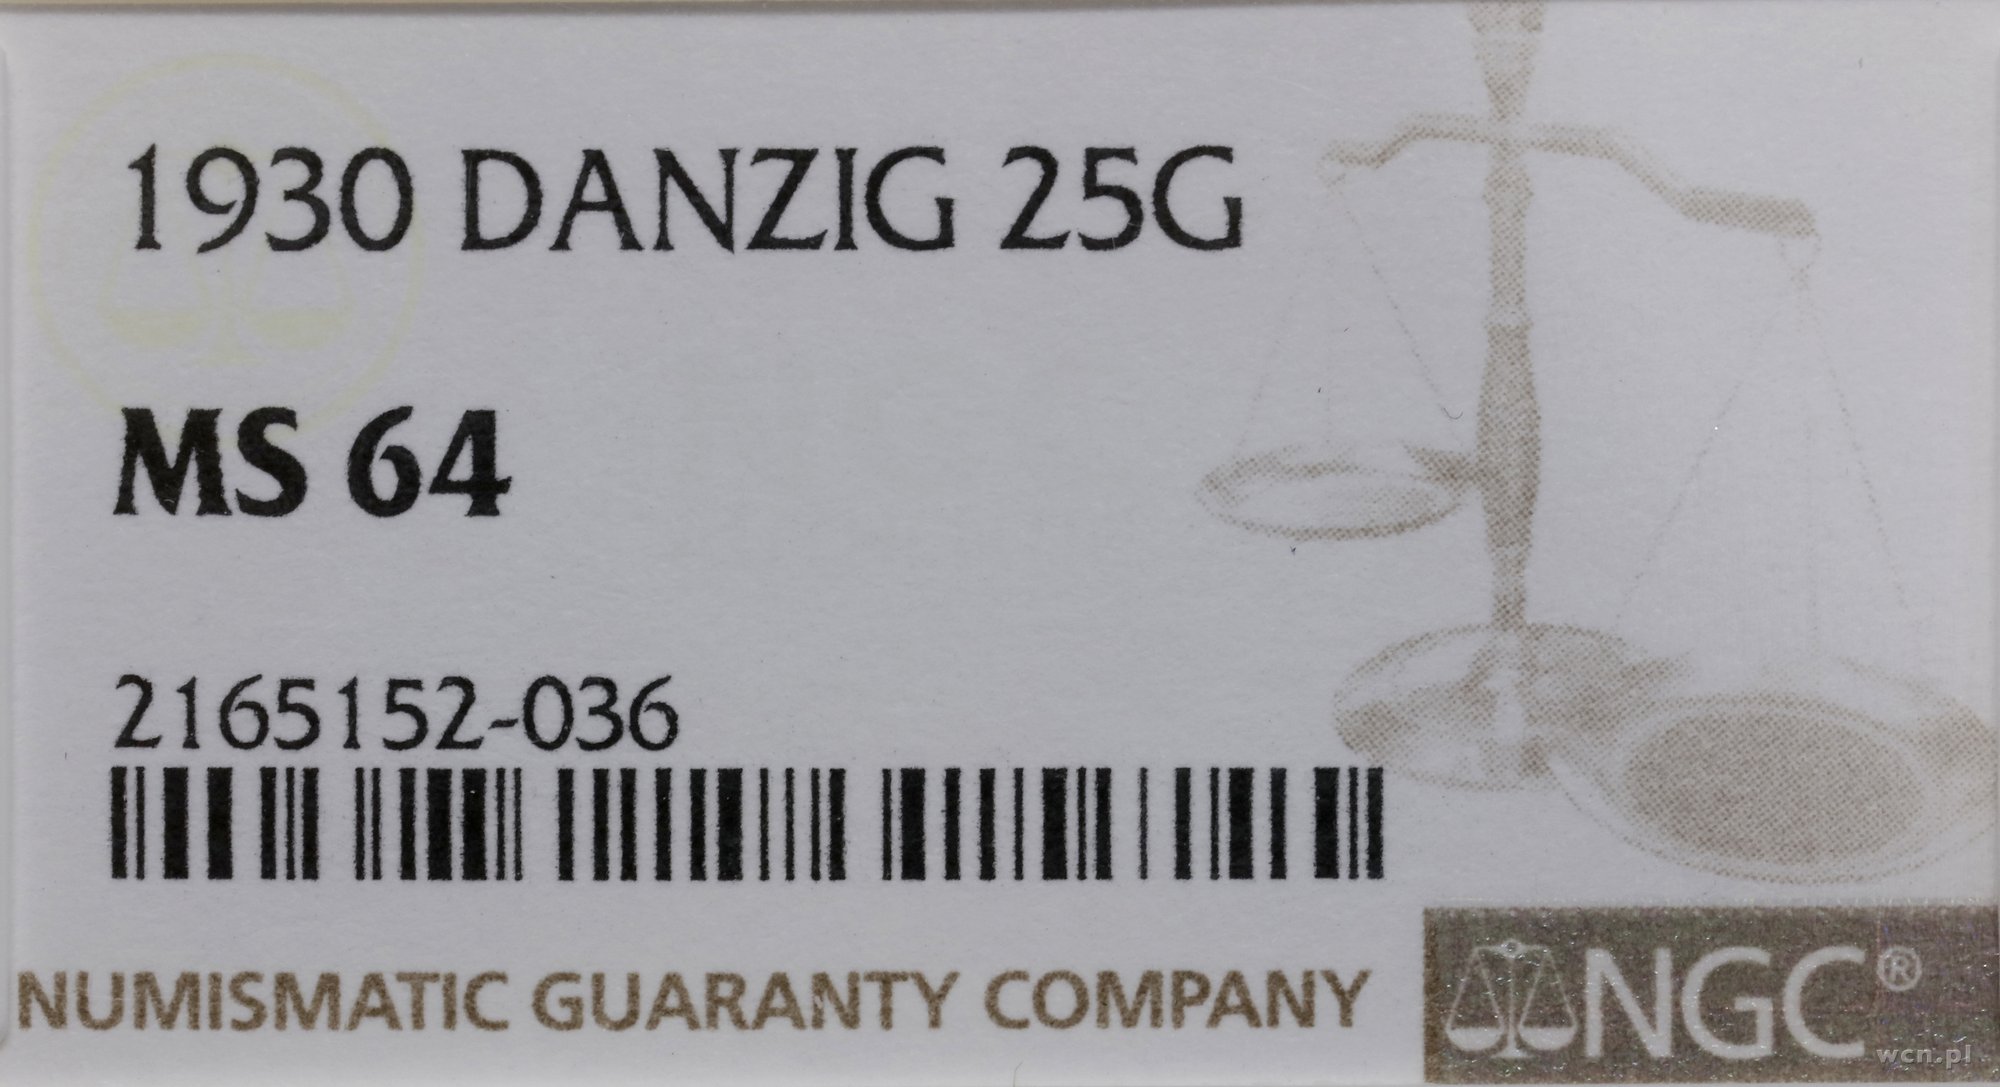 1930 DANZIG 25G
MS 64
2165152-036
NUMISMATIC GUARANTY COMPANY
NGC®
wcn.pl